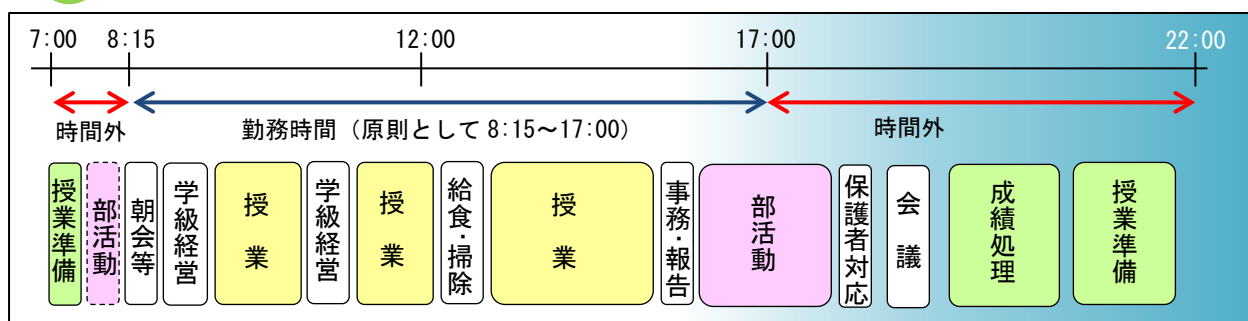 7:00 8:15 12:00 17:00 22:00
時間外 勤務時間（原則として8:15～17:00） 時間外
授業準備
部活動
朝会等
学級経営
授業
学級経営
授業
給食・掃除
授業
事務・報告
部活動
保護者対応
会議
成績処理
授業準備